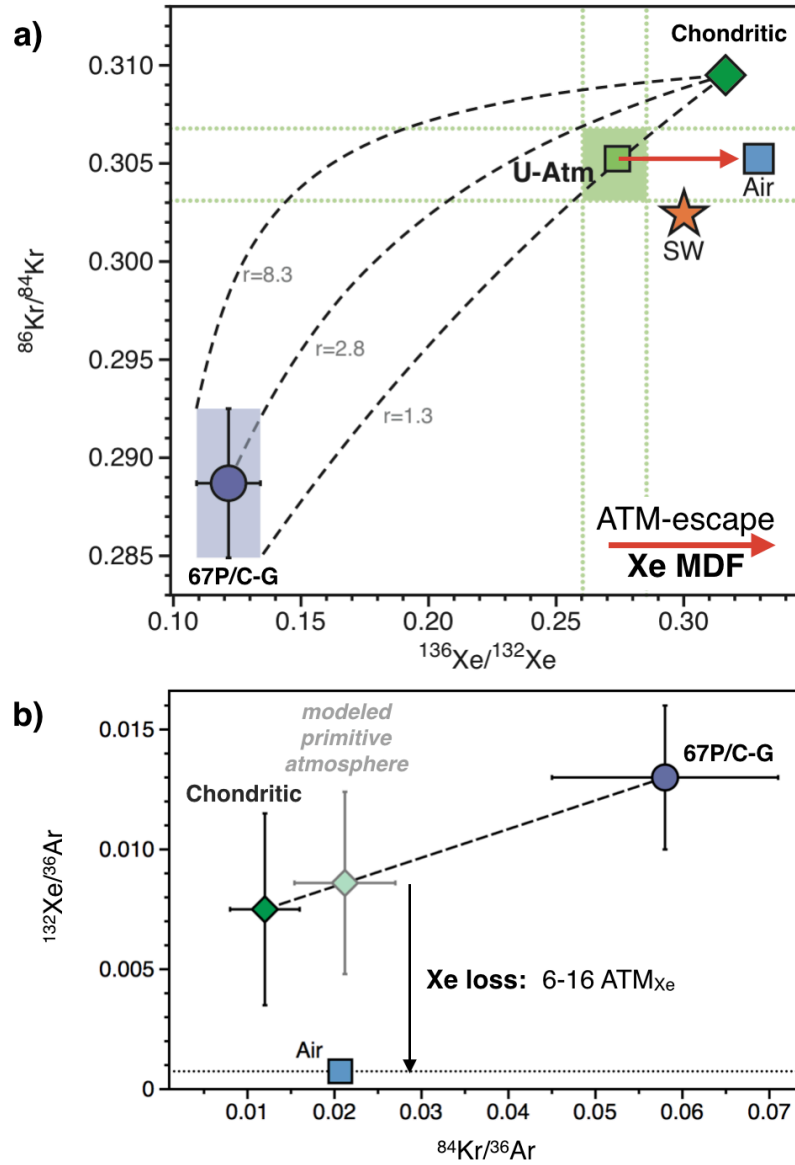 a)
Chondritic
0.310
0.305
0.300
0.295
0.290
0.285
⁸⁶Kr/⁸⁴Kr
U-Atm
Air
SW
r=8.3
r=2.8
r=1.3
67P/C-G
ATM-escape
Xe MDF
0.10
0.15
0.20
0.25
0.30
¹³⁶Xe/¹³²Xe
b)
modeled
primitive
atmosphere
67P/C-G
Chondritic
0.015
0.010
0.005
0
¹³²Xe/³⁶Ar
Xe loss: 6-16 ATM_Xe
Air
0.01
0.02
0.03
0.04
0.05
0.06
0.07
⁸⁴Kr/³⁶Ar